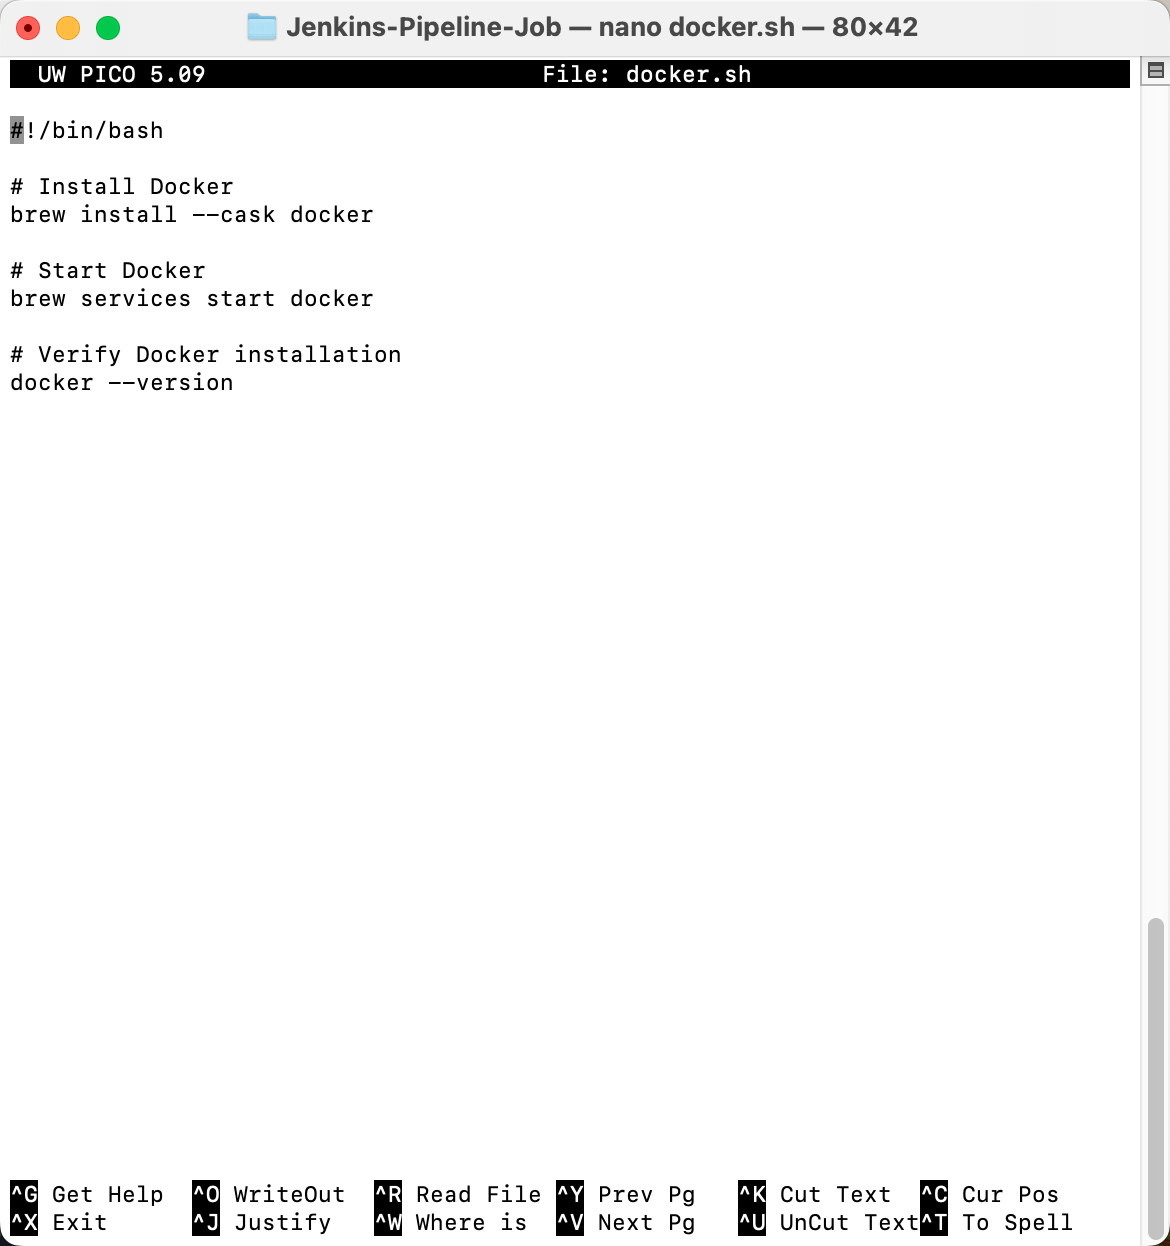 Jenkins-Pipeline-Job — nano docker.sh — 80×42
UW PICO 5.09 File: docker.sh
#!/bin/bash
# Install Docker
brew install --cask docker
# Start Docker
brew services start docker
# Verify Docker installation
docker --version
^G Get Help ^O WriteOut ^R Read File ^Y Prev Pg ^K Cut Text ^C Cur Pos
^X Exit ^J Justify ^W Where is ^V Next Pg ^U UnCut Text ^T To Spell